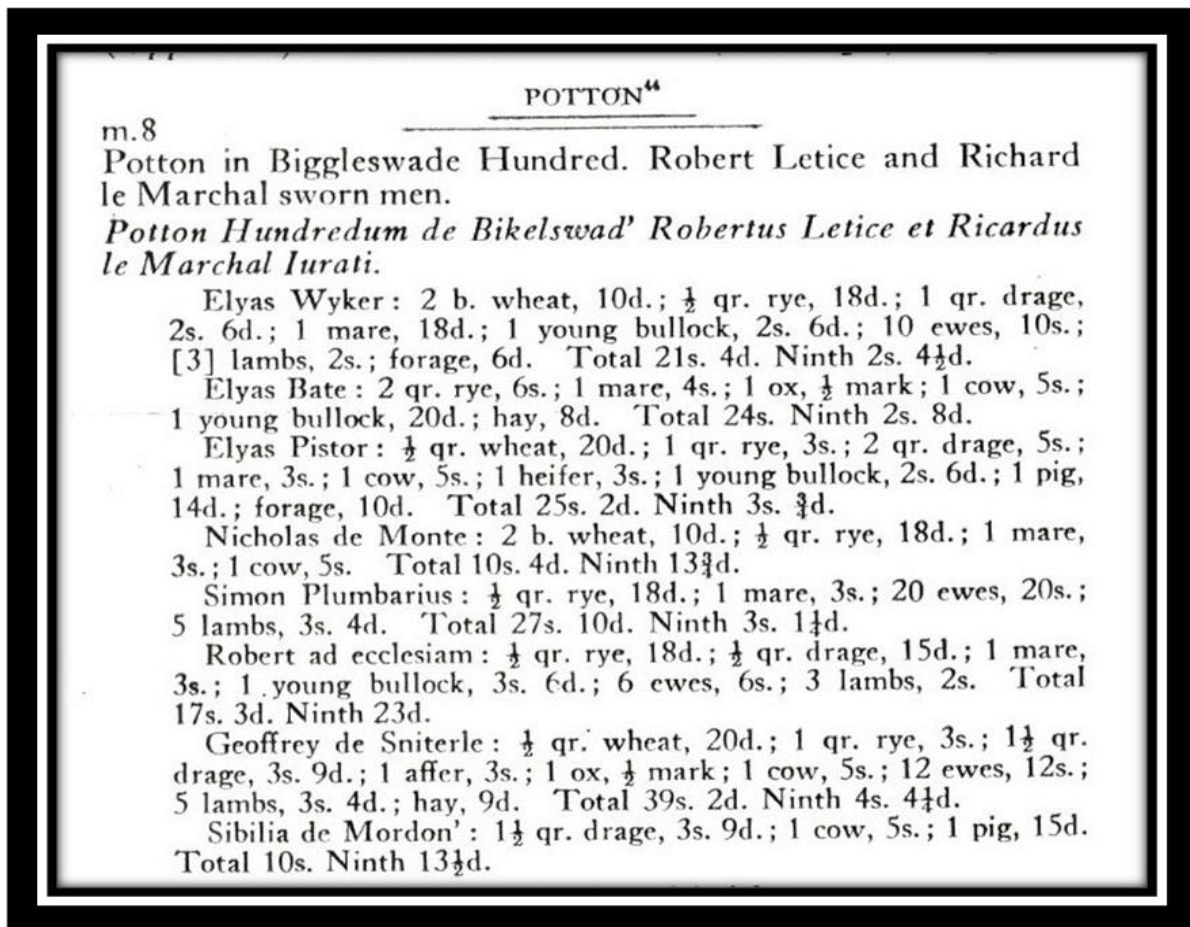 POTTON⁴⁴
m.8
Potton in Biggleswade Hundred. Robert Letice and Richard
le Marchal sworn men.
Potton Hundredum de Bikelswad' Robertus Letice et Ricardus
le Marchal Iurati.
Elyas Wyker : 2 b. wheat, 10d. ; ½ qr. rye, 18d. ; 1 qr. drage,
2s. 6d. ; 1 mare, 18d. ; 1 young bullock, 2s. 6d. ; 10 ewes, 10s. ;
[3] lambs, 2s. ; forage, 6d. Total 21s. 4d. Ninth 2s. 4½d.
Elyas Bate : 2 qr. rye, 6s. ; 1 mare, 4s. ; 1 ox, ½ mark ; 1 cow, 5s. ;
1 young bullock, 20d. ; hay, 8d. Total 24s. Ninth 2s. 8d.
Elyas Pistor : ½ qr. wheat, 20d. ; 1 qr. rye, 3s. ; 2 qr. drage, 5s. ;
1 mare, 3s. ; 1 cow, 5s. ; 1 heifer, 3s. ; 1 young bullock, 2s. 6d. ; 1 pig,
14d. ; forage, 10d. Total 25s. 2d. Ninth 3s. ¾d.
Nicholas de Monte : 2 b. wheat, 10d. ; ½ qr. rye, 18d. ; 1 mare,
3s. ; 1 cow, 5s. Total 10s. 4d. Ninth 13¾d.
Simon Plumbarius : ½ qr. rye, 18d. ; 1 mare, 3s. ; 20 ewes, 20s. ;
5 lambs, 3s. 4d. Total 27s. 10d. Ninth 3s. 1¼d.
Robert ad ecclesiam : ½ qr. rye, 18d. ; ½ qr. drage, 15d. ; 1 mare,
3s. ; 1 young bullock, 3s. 6d. ; 6 ewes, 6s. ; 3 lambs, 2s. Total
17s. 3d. Ninth 23d.
Geoffrey de Sniterle : ½ qr. wheat, 20d. ; 1 qr. rye, 3s. ; 1½ qr.
drage, 3s. 9d. ; 1 affer, 3s. ; 1 ox, ½ mark ; 1 cow, 5s. ; 12 ewes, 12s. ;
5 lambs, 3s. 4d. ; hay, 9d. Total 39s. 2d. Ninth 4s. 4¼d.
Sibilia de Mordon' : 1½ qr. drage, 3s. 9d. ; 1 cow, 5s. ; 1 pig, 15d.
Total 10s. Ninth 13½d.